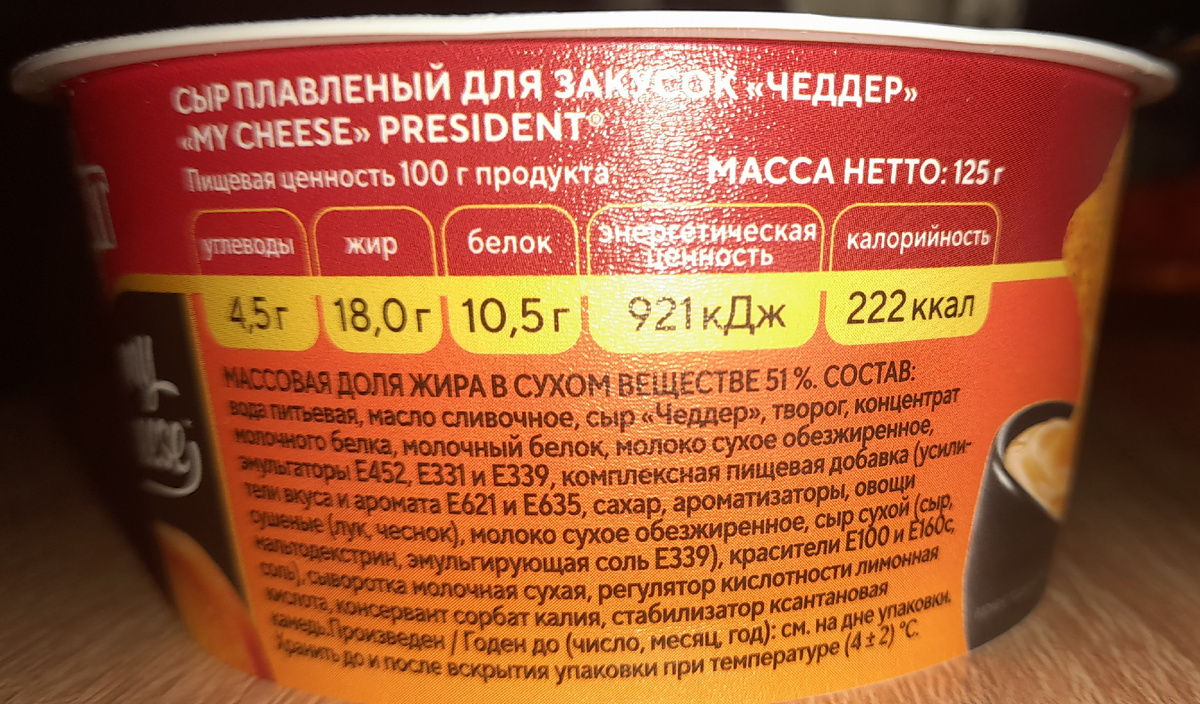 СЫР ПЛАВЛЕНЫЙ ДЛЯ ЗАКУСОК «ЧЕДДЕР»
«MY CHEESE» PRESIDENT®
Пищевая ценность 100 г продукта:
МАССА НЕТТО: 125 г
углеводы жир белок энергетическая ценность калорийность
4,5 г 18,0 г 10,5 г 921 кДж 222 ккал
МАССОВАЯ ДОЛЯ ЖИРА В СУХОМ ВЕЩЕСТВЕ 51 %. СОСТАВ:
вода питьевая, масло сливочное, сыр «Чеддер», творог, концентрат
молочного белка, молочный белок, молоко сухое обезжиренное,
эмульгаторы Е452, Е331 и Е339, комплексная пищевая добавка (усили-
тели вкуса и аромата Е621 и Е635, сахар, ароматизаторы, овощи
сушеные (лук, чеснок), молоко сухое обезжиренное, сыр сухой (сыр,
мальтодекстрин, эмульгирующая соль Е339), красители Е100 и Е160с,
соль), сыворотка молочная сухая, регулятор кислотности лимонная
кислота, консервант сорбат калия, стабилизатор ксантановая
камедь. Произведен / Годен до (число, месяц, год): см. на дне упаковки.
Хранить до и после вскрытия упаковки при температуре (4 ± 2) °С.